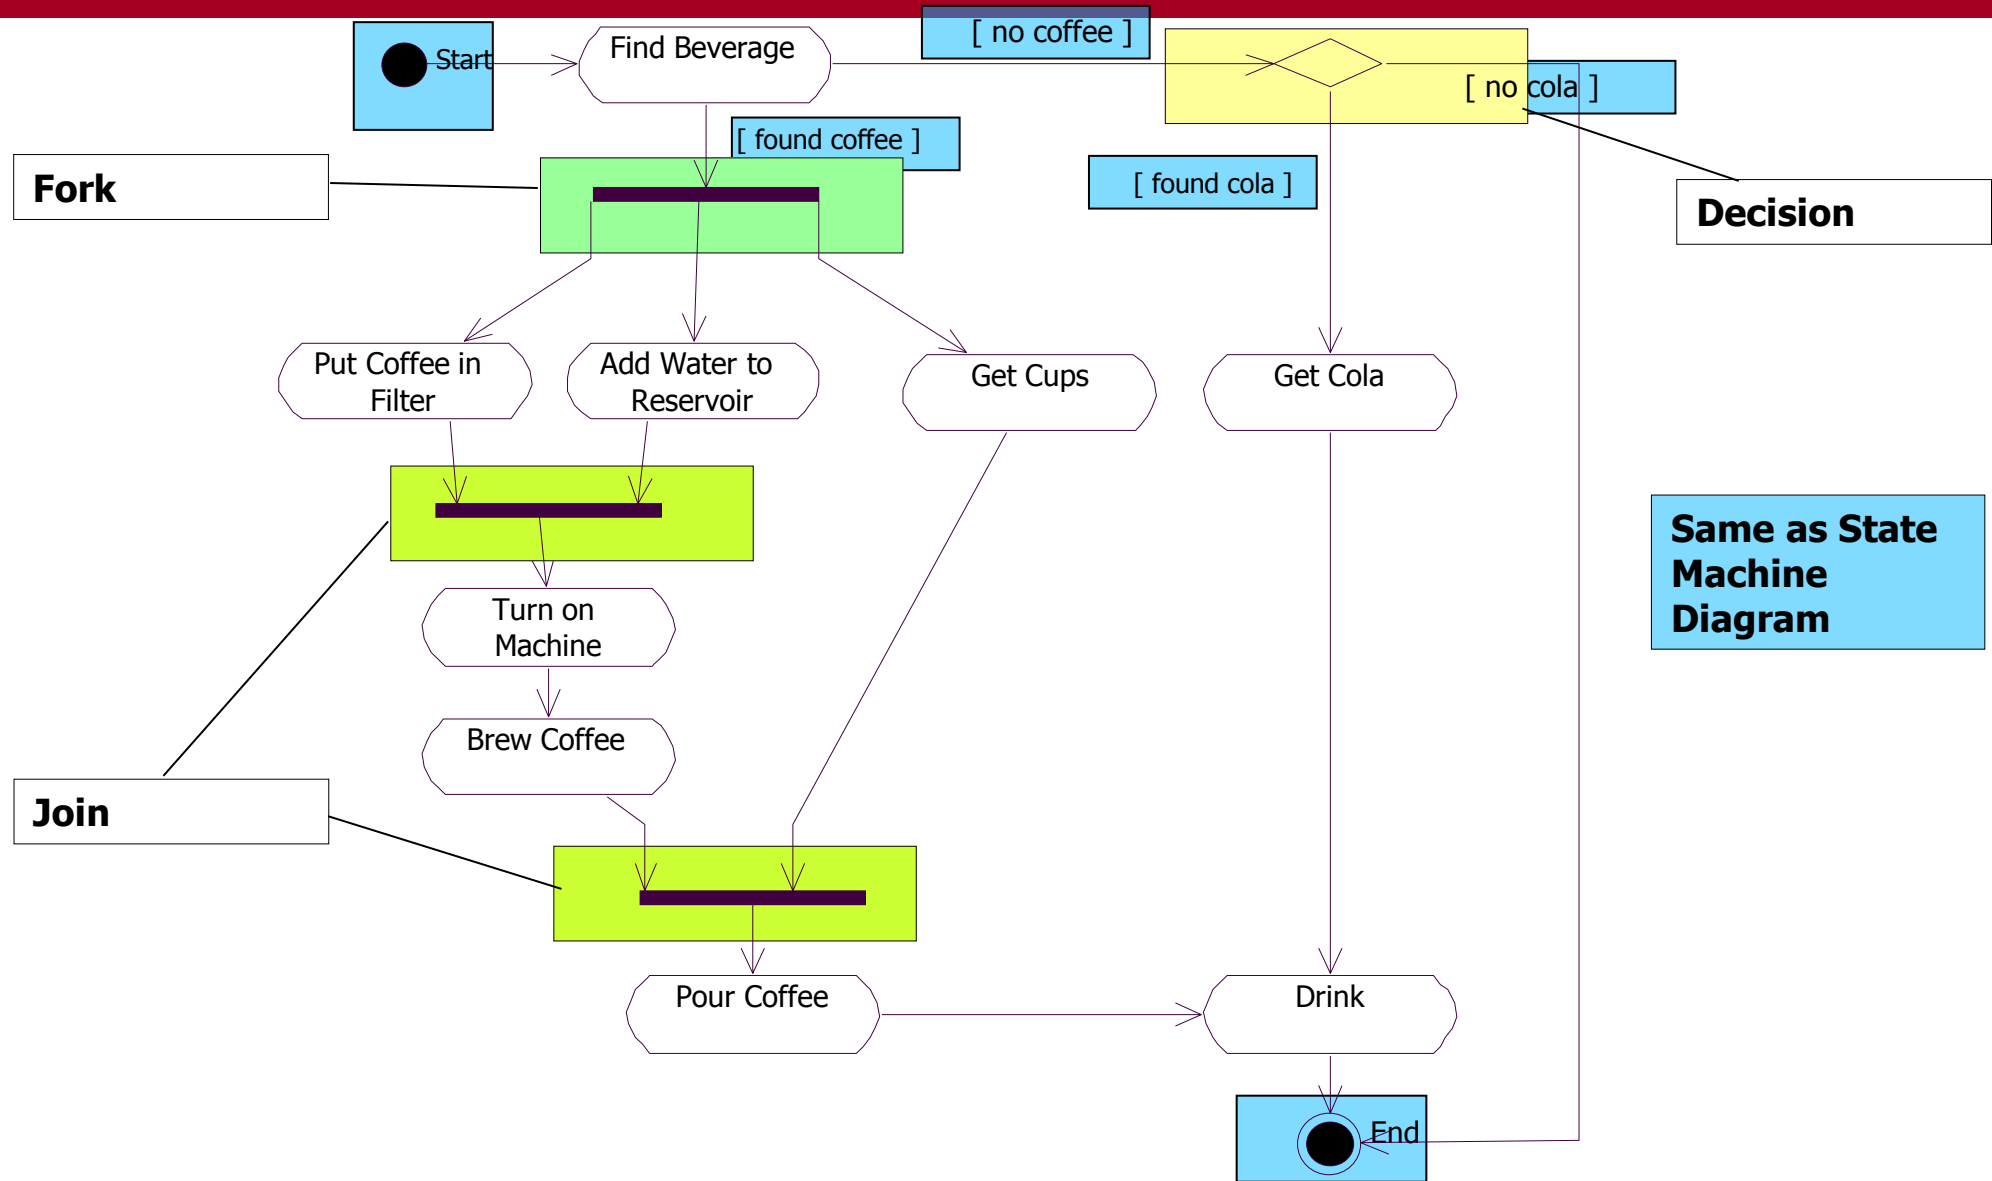 [ no coffee ]
Start
Find Beverage
[ no cola ]
[ found coffee ]
Fork
[ found cola ]
Decision
Put Coffee in
Filter
Add Water to
Reservoir
Get Cups
Get Cola
Same as State
Machine
Diagram
Turn on
Machine
Brew Coffee
Join
Pour Coffee
Drink
End